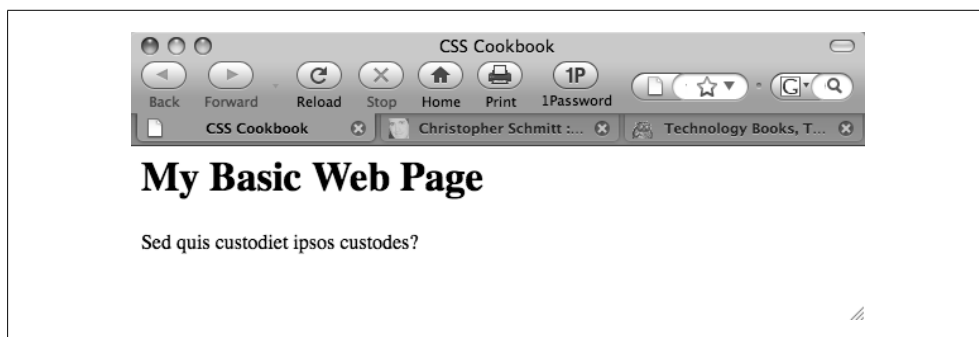 CSS Cookbook
1P
G
Back Forward Reload Stop Home Print 1Password
CSS Cookbook Christopher Schmitt :... Technology Books, T...
My Basic Web Page
Sed quis custodiet ipsos custodes?